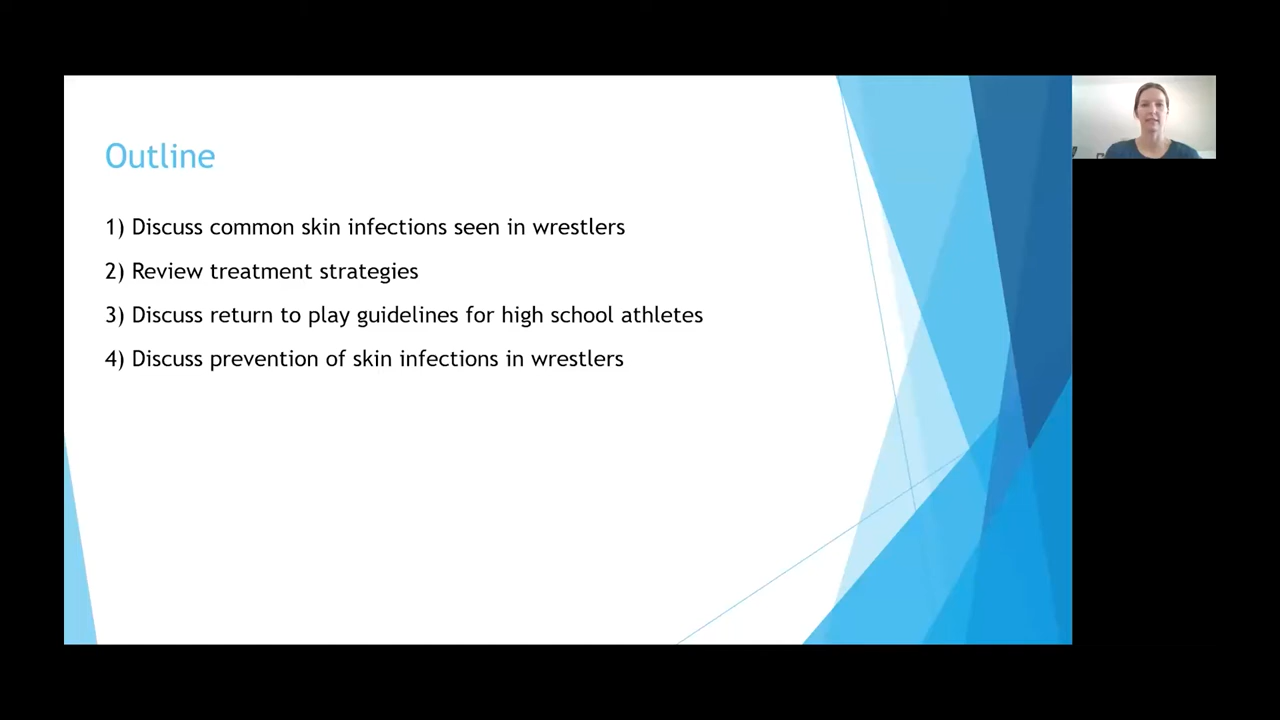 Outline
1) Discuss common skin infections seen in wrestlers
2) Review treatment strategies
3) Discuss return to play guidelines for high school athletes
4) Discuss prevention of skin infections in wrestlers